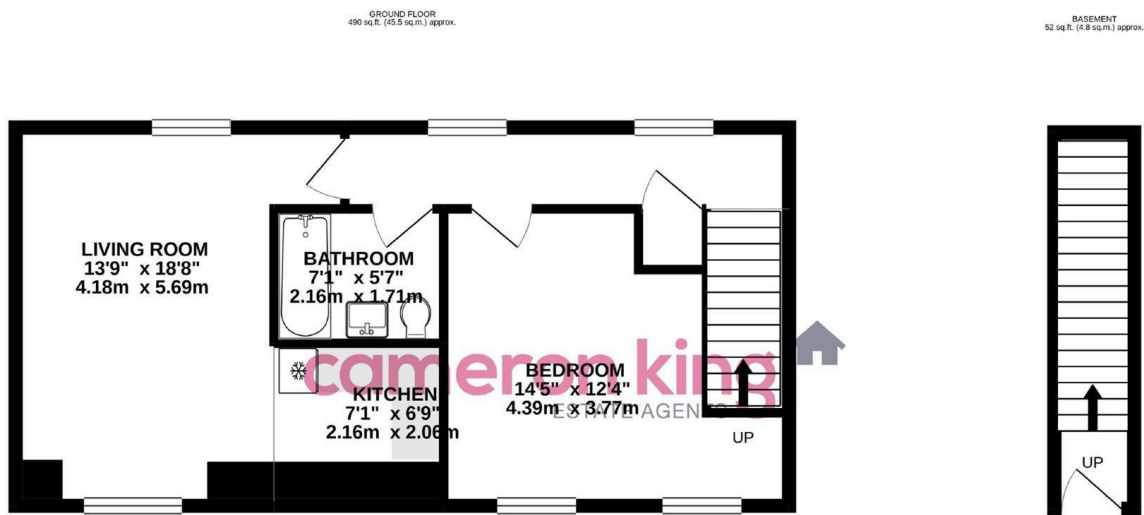 GROUND FLOOR
490 sq.ft. (45.5 sq.m.) approx.
BASEMENT
52 sq.ft. (4.8 sq.m.) approx.
LIVING ROOM
13'9" x 18'8"
4.18m x 5.69m
BATHROOM
7'1" x 5'7"
2.16m x 1.71m
cameron king
ESTATE AGENTS
KITCHEN
7'1" x 6'9"
2.16m x 2.06m
BEDROOM
14'5" x 12'4"
4.39m x 3.77m
UP
UP